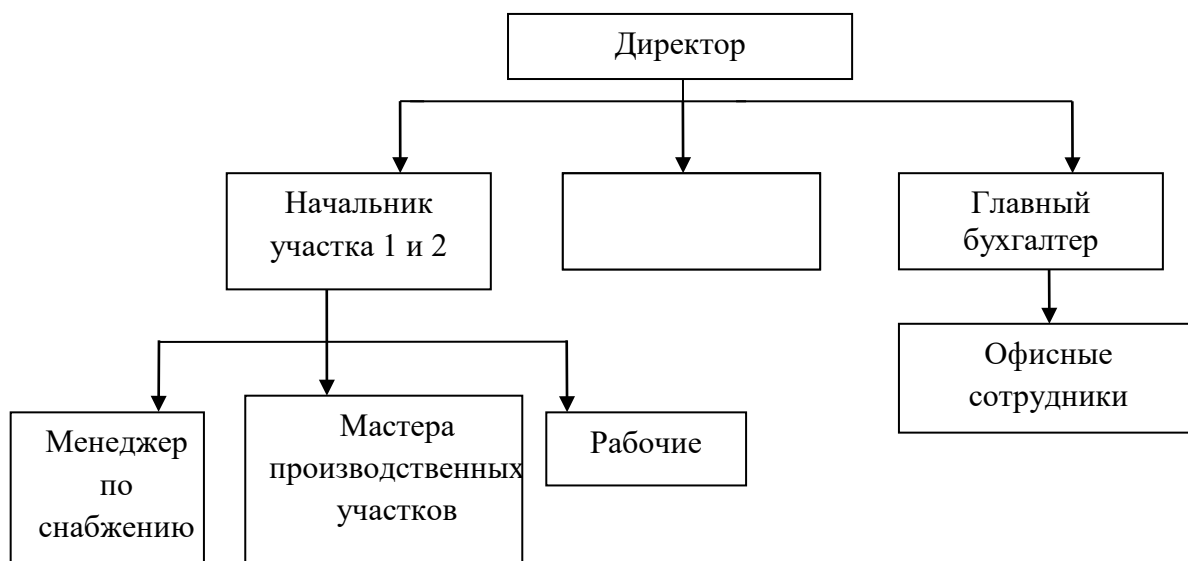 Директор
Начальник
участка 1 и 2
Главный
бухгалтер
Офисные
сотрудники
Менеджер
по
снабжению
Мастера
производственных
участков
Рабочие